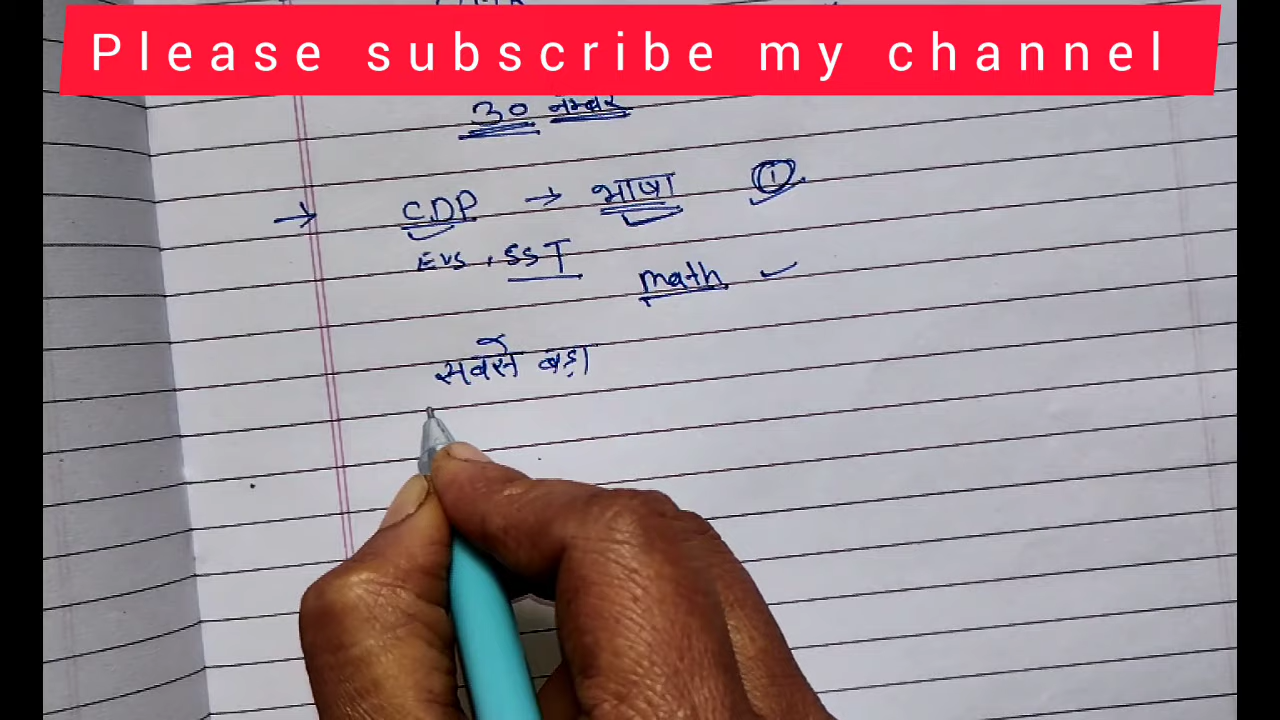 Please subscribe my channel
30 नम्बर
→ CDP → भाषा ①
EVS, SST math ✓
सबसे बड़ा